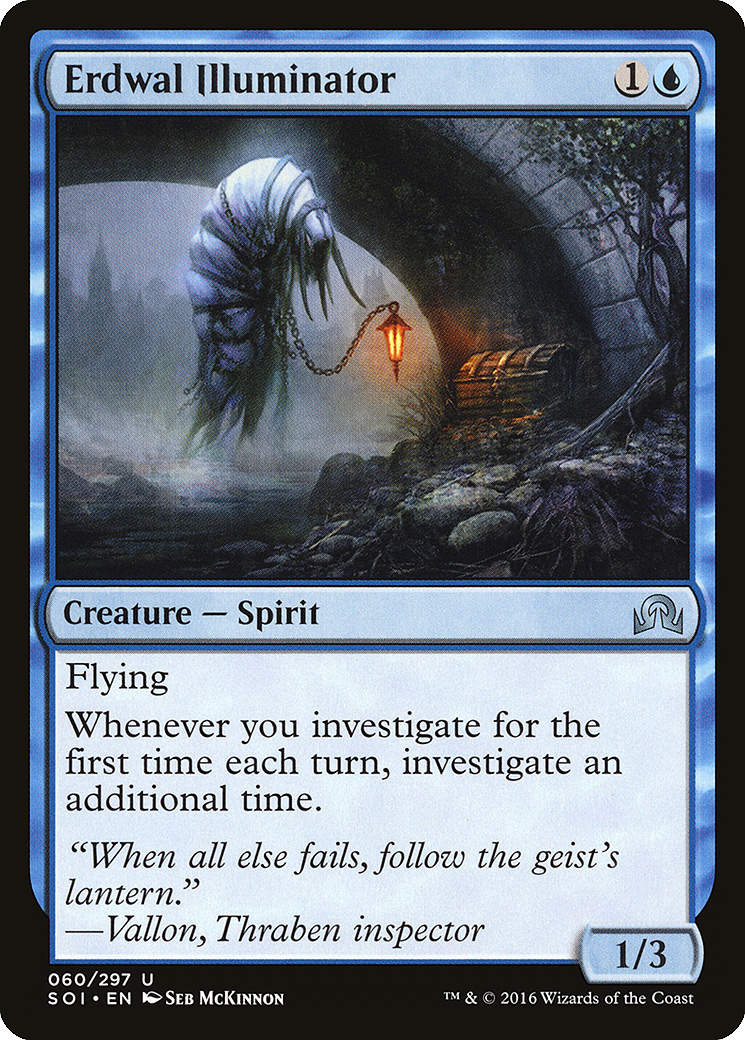 Erdwal Illuminator 1
Creature — Spirit
Flying
Whenever you investigate for the
first time each turn, investigate an
additional time.
“When all else fails, follow the geist’s
lantern.”
—Vallon, Thraben inspector
1/3
060/297 U
SOI • EN Seb McKinnon
™ & © 2016 Wizards of the Coast